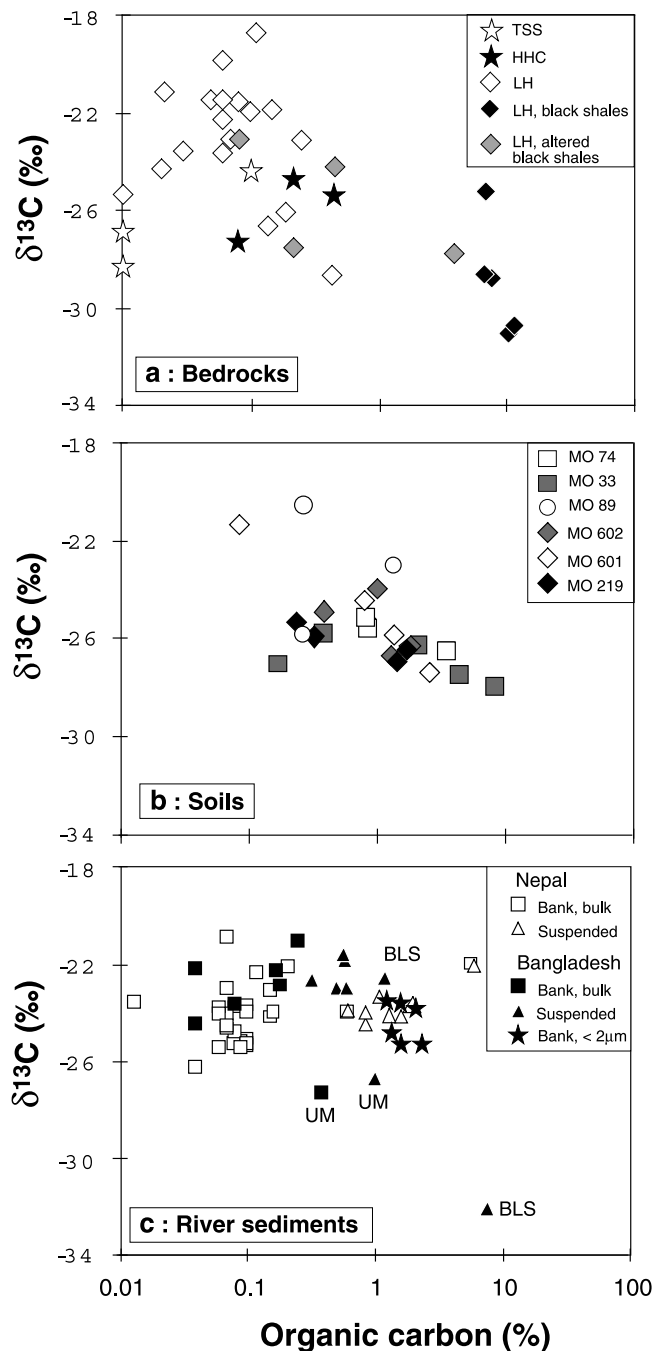 -18
-22
-26
-30
-34
δ13C (‰)
TSS
HHC
LH
LH, black shales
LH, altered
black shales
a : Bedrocks
-18
-22
-26
-30
-34
δ13C (‰)
MO 74
MO 33
MO 89
MO 602
MO 601
MO 219
b : Soils
-18
-22
-26
-30
-34
δ13C (‰)
Nepal
Bank, bulk
Suspended
Bangladesh
Bank, bulk
Suspended
Bank, < 2μm
BLS
UM
UM
BLS
c : River sediments
0.01
0.1
1
10
100
Organic carbon (%)